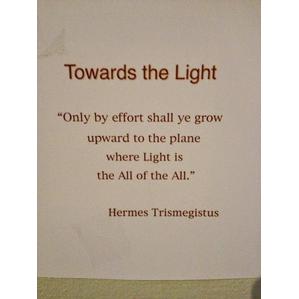 Towards the Light
“Only by effort shall ye grow
upward to the plane
where Light is
the All of the All.”
Hermes Trismegistus